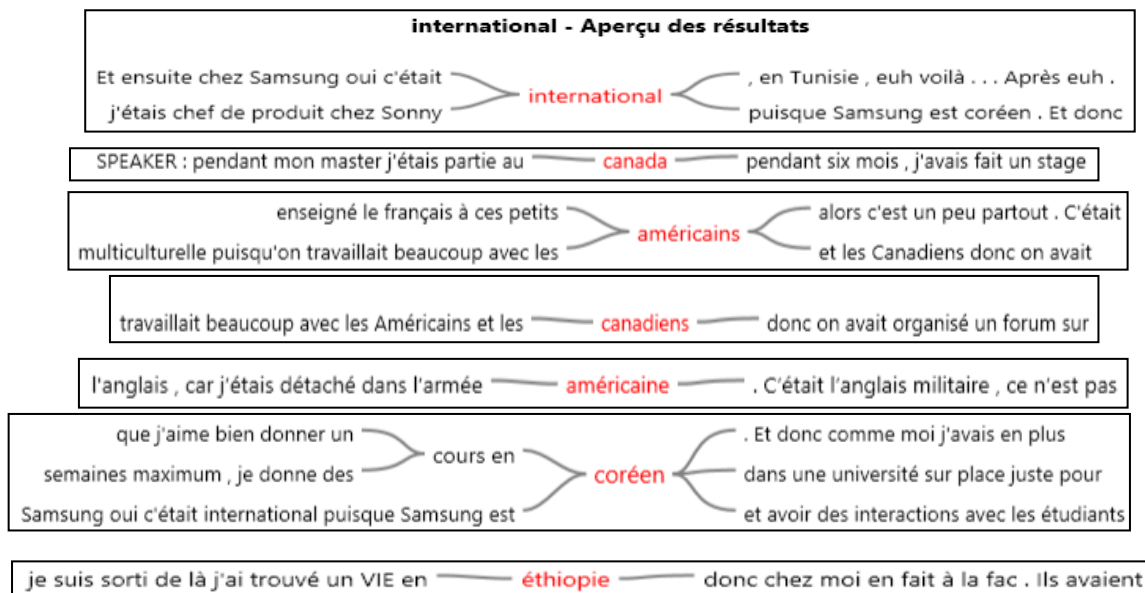 international - Aperçu des résultats
Et ensuite chez Samsung oui c'était
j'étais chef de produit chez Sonny
international
, en Tunisie , euh voilà . . . Après euh .
puisque Samsung est coréen . Et donc
SPEAKER : pendant mon master j'étais partie au canada pendant six mois , j'avais fait un stage
enseigné le français à ces petits
multiculturelle puisqu'on travaillait beaucoup avec les
américains
alors c'est un peu partout . C'était
et les Canadiens donc on avait
travaillait beaucoup avec les Américains et les canadiens donc on avait organisé un forum sur
l'anglais , car j'étais détaché dans l'armée américaine . C'était l'anglais militaire , ce n'est pas
que j'aime bien donner un
semaines maximum , je donne des
cours en
Samsung oui c'était international puisque Samsung est
coréen
. Et donc comme moi j'avais en plus
dans une université sur place juste pour
et avoir des interactions avec les étudiants
je suis sorti de là j'ai trouvé un VIE en éthiopie donc chez moi en fait à la fac . Ils avaient